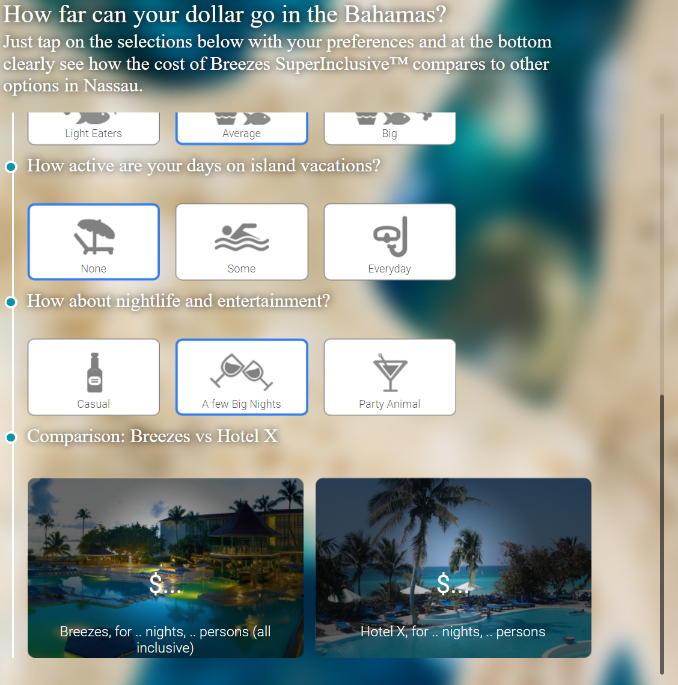 How far can your dollar go in the Bahamas?
Just tap on the selections below with your preferences and at the bottom
clearly see how the cost of Breezes SuperInclusive™ compares to other
options in Nassau.
Light Eaters
Average
Big
How active are your days on island vacations?
None
Some
Everyday
How about nightlife and entertainment?
Casual
A few Big Nights
Party Animal
Comparison: Breezes vs Hotel X
$...
Breezes, for .. nights, .. persons (all
inclusive)
$...
Hotel X, for .. nights, .. persons